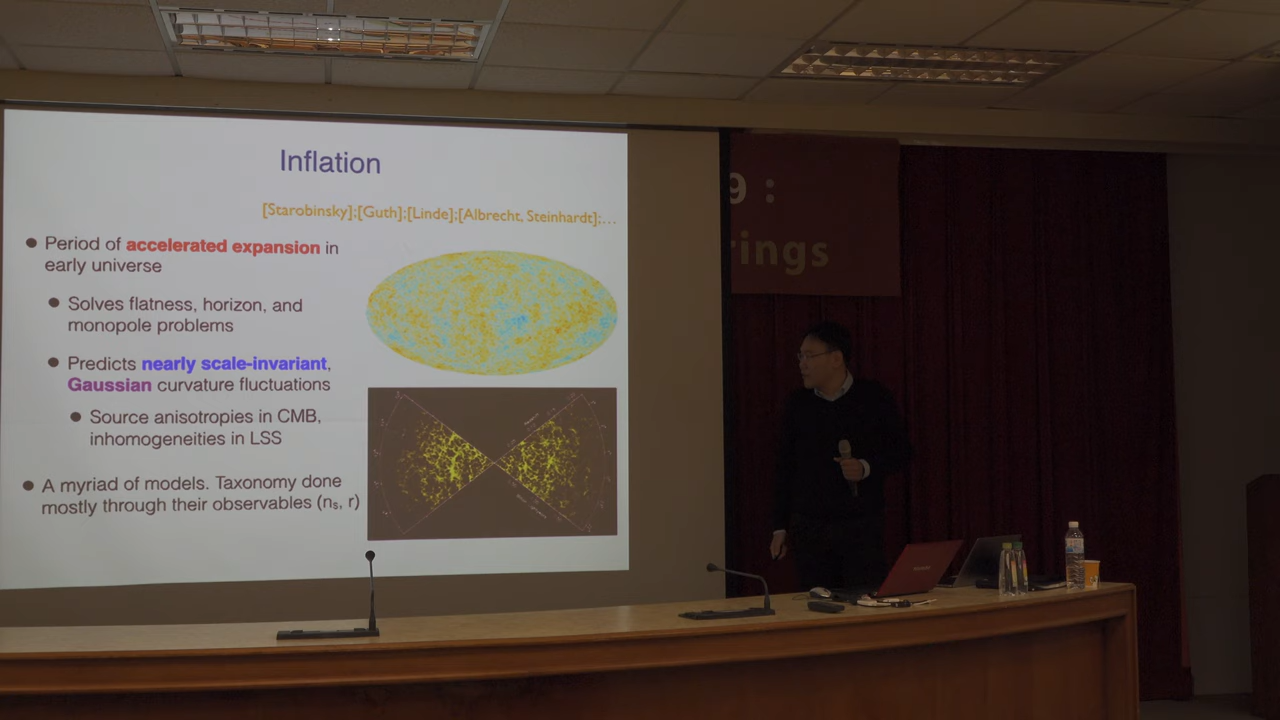 Inflation
[Starobinsky];[Guth];[Linde];[Albrecht, Steinhardt];...
Period of accelerated expansion in
early universe
Solves flatness, horizon, and
monopole problems
Predicts nearly scale-invariant,
Gaussian curvature fluctuations
Source anisotropies in CMB,
inhomogeneities in LSS
A myriad of models. Taxonomy done
mostly through their observables (nₛ, r)
9 :
rings